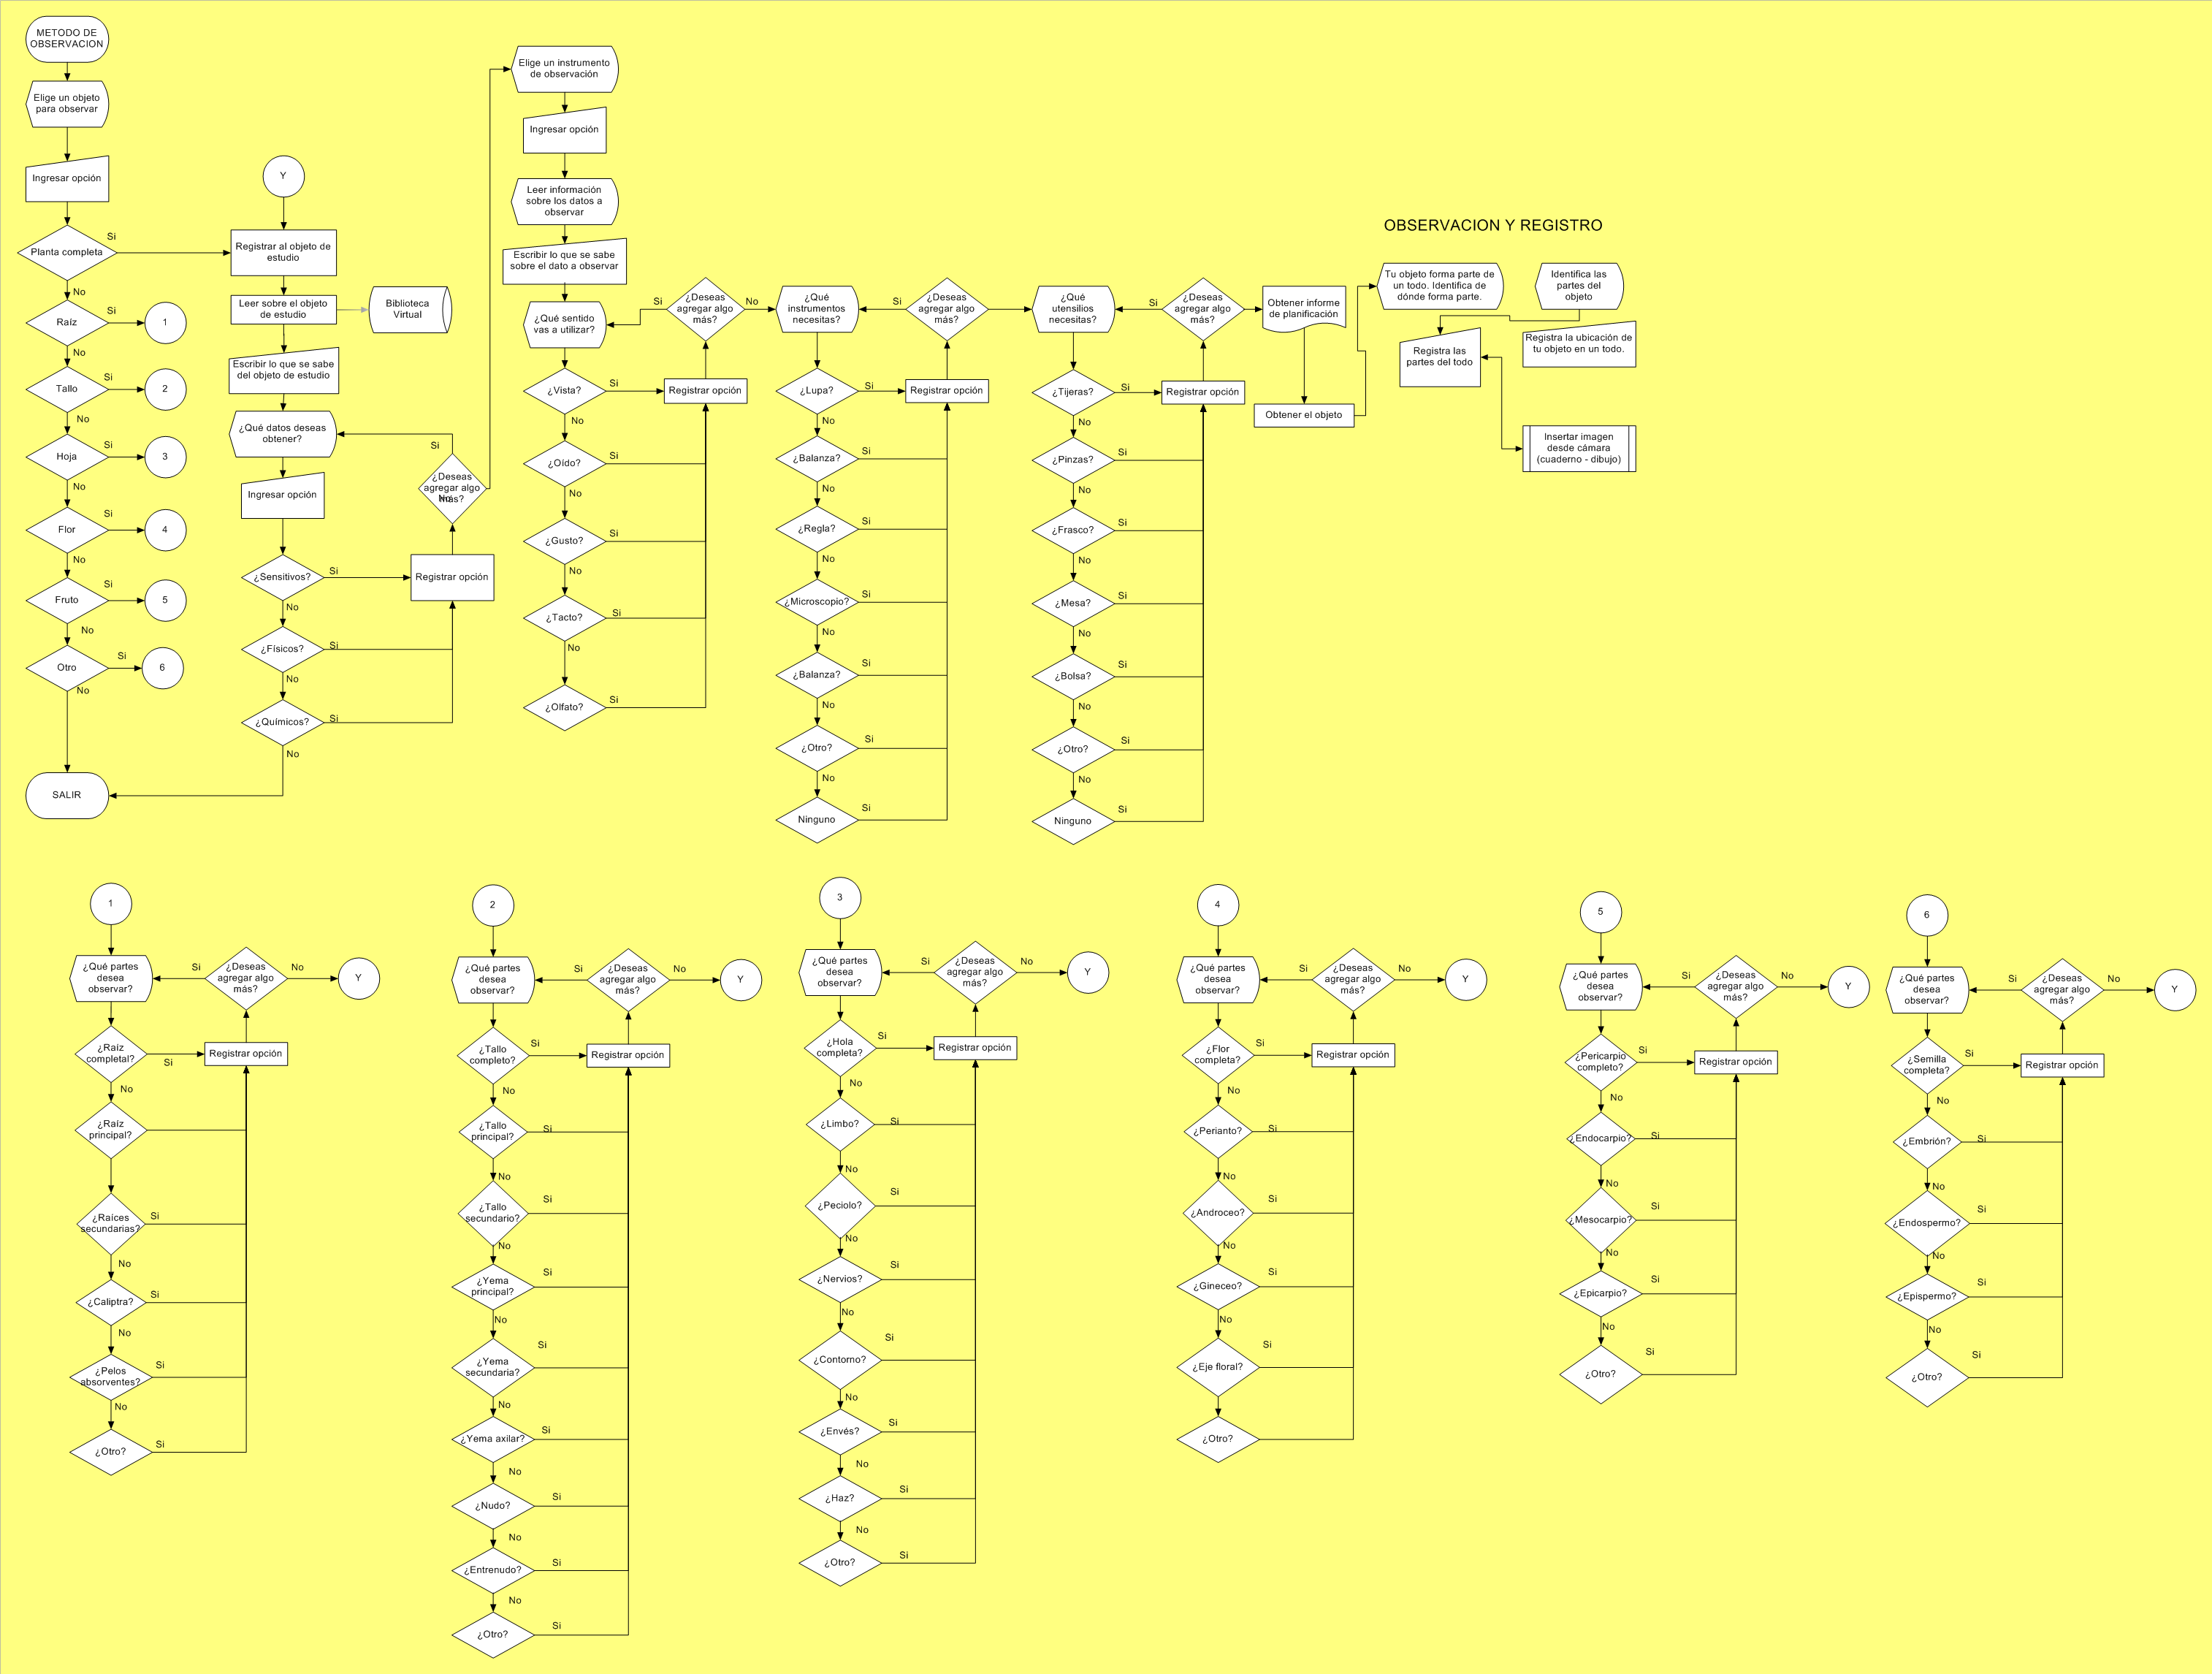 METODO DE
OBSERVACION
Elige un objeto
para observar
Ingresar opción
Planta completa
Si
No
Raíz
Si
1
No
Tallo
Si
2
No
Hoja
Si
3
No
Flor
Si
4
No
Fruto
Si
5
No
Otro
Si
6
No
SALIR
Y
Registrar al objeto de
estudio
Leer sobre el objeto
de estudio
Biblioteca
Virtual
Escribir lo que se sabe
del objeto de estudio
¿Qué datos deseas
obtener?
Si
Ingresar opción
¿Deseas
agregar algo
más?
No
¿Sensitivos?
Si
Registrar opción
No
¿Físicos?
Si
No
¿Químicos?
Si
No
Elige un instrumento
de observación
Ingresar opción
Leer información
sobre los datos a
observar
Escribir lo que se sabe
sobre el dato a observar
¿Qué sentido
vas a utilizar?
Si
¿Deseas
agregar algo
más?
No
¿Vista?
Si
Registrar opción
No
¿Oído?
Si
No
¿Gusto?
Si
No
¿Tacto?
Si
No
¿Olfato?
Si
¿Qué
instrumentos
necesitas?
Si
¿Deseas
agregar algo
más?
¿Lupa?
Si
Registrar opción
No
¿Balanza?
Si
No
¿Regla?
Si
No
¿Microscopio?
Si
No
¿Balanza?
Si
No
¿Otro?
Si
No
Ninguno
Si
¿Qué
utensilios
necesitas?
Si
¿Deseas
agregar algo
más?
¿Tijeras?
Si
Registrar opción
No
¿Pinzas?
Si
No
¿Frasco?
Si
No
¿Mesa?
Si
No
¿Bolsa?
Si
No
¿Otro?
Si
No
Ninguno
Si
Obtener informe
de planificación
Obtener el objeto
OBSERVACION Y REGISTRO
Tu objeto forma parte de
un todo. Identifica de
dónde forma parte.
Identifica las
partes del
objeto
Registra las
partes del todo
Registra la ubicación de
tu objeto en un todo.
Insertar imagen
desde cámara
(cuaderno - dibujo)
1
¿Qué partes
desea
observar?
Si
¿Deseas
agregar algo
más?
No
Y
¿Raíz
completal?
Si
Registrar opción
No
¿Raíz
principal?
¿Raíces
secundarias?
Si
No
¿Caliptra?
Si
No
¿Pelos
absorventes?
Si
No
¿Otro?
Si
2
¿Qué partes
desea
observar?
Si
¿Deseas
agregar algo
más?
No
Y
¿Tallo
completo?
Si
Registrar opción
No
¿Tallo
principal?
Si
No
¿Tallo
secundario?
Si
No
¿Yema
principal?
Si
No
¿Yema
secundaria?
Si
No
¿Yema axilar?
Si
No
¿Nudo?
Si
No
¿Entrenudo?
Si
No
¿Otro?
Si
3
¿Qué partes
desea
observar?
Si
¿Deseas
agregar algo
más?
No
Y
¿Hola
completa?
Si
Registrar opción
No
¿Limbo?
Si
No
¿Peciolo?
Si
No
¿Nervios?
Si
No
¿Contorno?
Si
No
¿Envés?
Si
No
¿Haz?
Si
No
¿Otro?
Si
4
¿Qué partes
desea
observar?
Si
¿Deseas
agregar algo
más?
No
Y
¿Flor
completa?
Si
Registrar opción
No
¿Perianto?
Si
No
¿Androceo?
Si
No
¿Gineceo?
Si
No
¿Eje floral?
Si
¿Otro?
5
¿Qué partes
desea
observar?
Si
¿Deseas
agregar algo
más?
No
Y
¿Pericarpio
completo?
Si
Registrar opción
No
¿Endocarpio?
Si
No
¿Mesocarpio?
Si
No
¿Epicarpio?
Si
No
¿Otro?
Si
6
¿Qué partes
desea
observar?
Si
¿Deseas
agregar algo
más?
No
Y
¿Semilla
completa?
Si
Registrar opción
No
¿Embrión?
Si
No
¿Endospermo?
Si
No
¿Epispermo?
Si
No
¿Otro?
Si